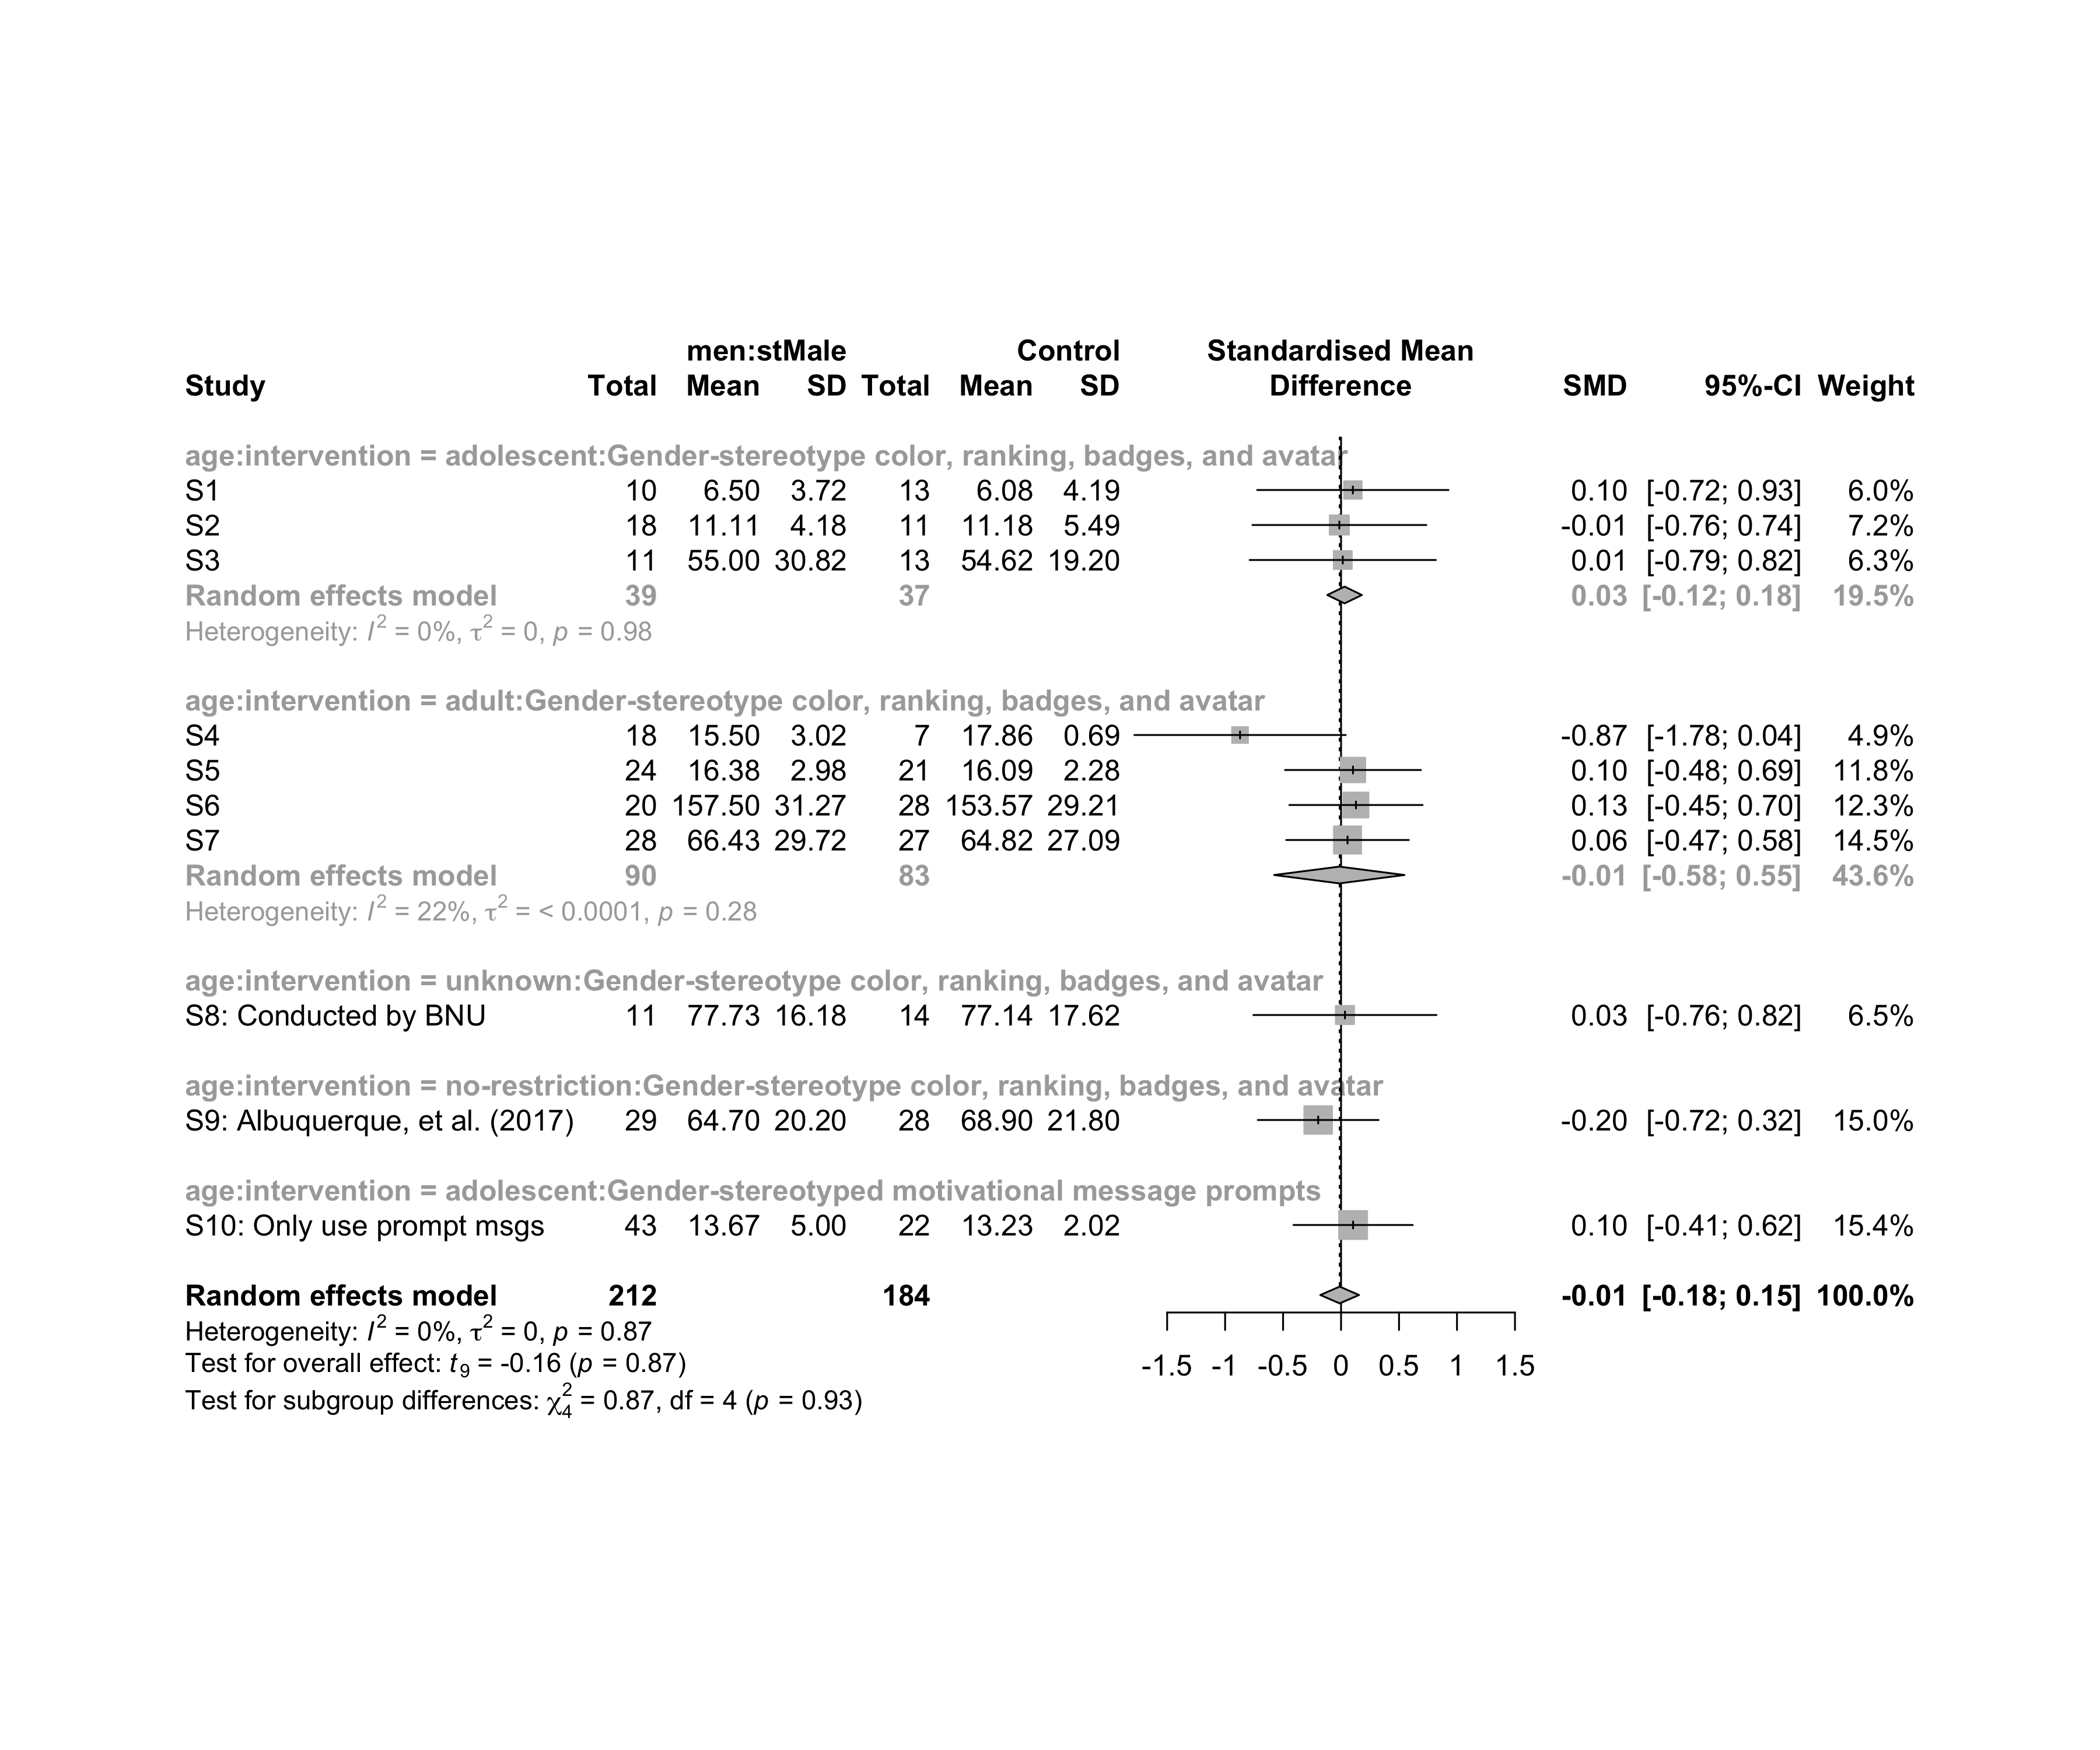 men:stMale Control Standardised Mean
Study Total Mean SD Total Mean SD Difference SMD 95%-CI Weight
age:intervention = adolescent:Gender-stereotype color, ranking, badges, and avatar
S1 10 6.50 3.72 13 6.08 4.19 0.10 [-0.72; 0.93] 6.0%
S2 18 11.11 4.18 11 11.18 5.49 -0.01 [-0.76; 0.74] 7.2%
S3 11 55.00 30.82 13 54.62 19.20 0.01 [-0.79; 0.82] 6.3%
Random effects model 39 37 0.03 [-0.12; 0.18] 19.5%
Heterogeneity: I² = 0%, τ² = 0, p = 0.98
age:intervention = adult:Gender-stereotype color, ranking, badges, and avatar
S4 18 15.50 3.02 7 17.86 0.69 -0.87 [-1.78; 0.04] 4.9%
S5 24 16.38 2.98 21 16.09 2.28 0.10 [-0.48; 0.69] 11.8%
S6 20 157.50 31.27 28 153.57 29.21 0.13 [-0.45; 0.70] 12.3%
S7 28 66.43 29.72 27 64.82 27.09 0.06 [-0.47; 0.58] 14.5%
Random effects model 90 83 -0.01 [-0.58; 0.55] 43.6%
Heterogeneity: I² = 22%, τ² = < 0.0001, p = 0.28
age:intervention = unknown:Gender-stereotype color, ranking, badges, and avatar
S8: Conducted by BNU 11 77.73 16.18 14 77.14 17.62 0.03 [-0.76; 0.82] 6.5%
age:intervention = no-restriction:Gender-stereotype color, ranking, badges, and avatar
S9: Albuquerque, et al. (2017) 29 64.70 20.20 28 68.90 21.80 -0.20 [-0.72; 0.32] 15.0%
age:intervention = adolescent:Gender-stereotyped motivational message prompts
S10: Only use prompt msgs 43 13.67 5.00 22 13.23 2.02 0.10 [-0.41; 0.62] 15.4%
Random effects model 212 184 -0.01 [-0.18; 0.15] 100.0%
Heterogeneity: I² = 0%, τ² = 0, p = 0.87
Test for overall effect: t₉ = -0.16 (p = 0.87)
-1.5 -1 -0.5 0 0.5 1 1.5
Test for subgroup differences: χ²₄ = 0.87, df = 4 (p = 0.93)